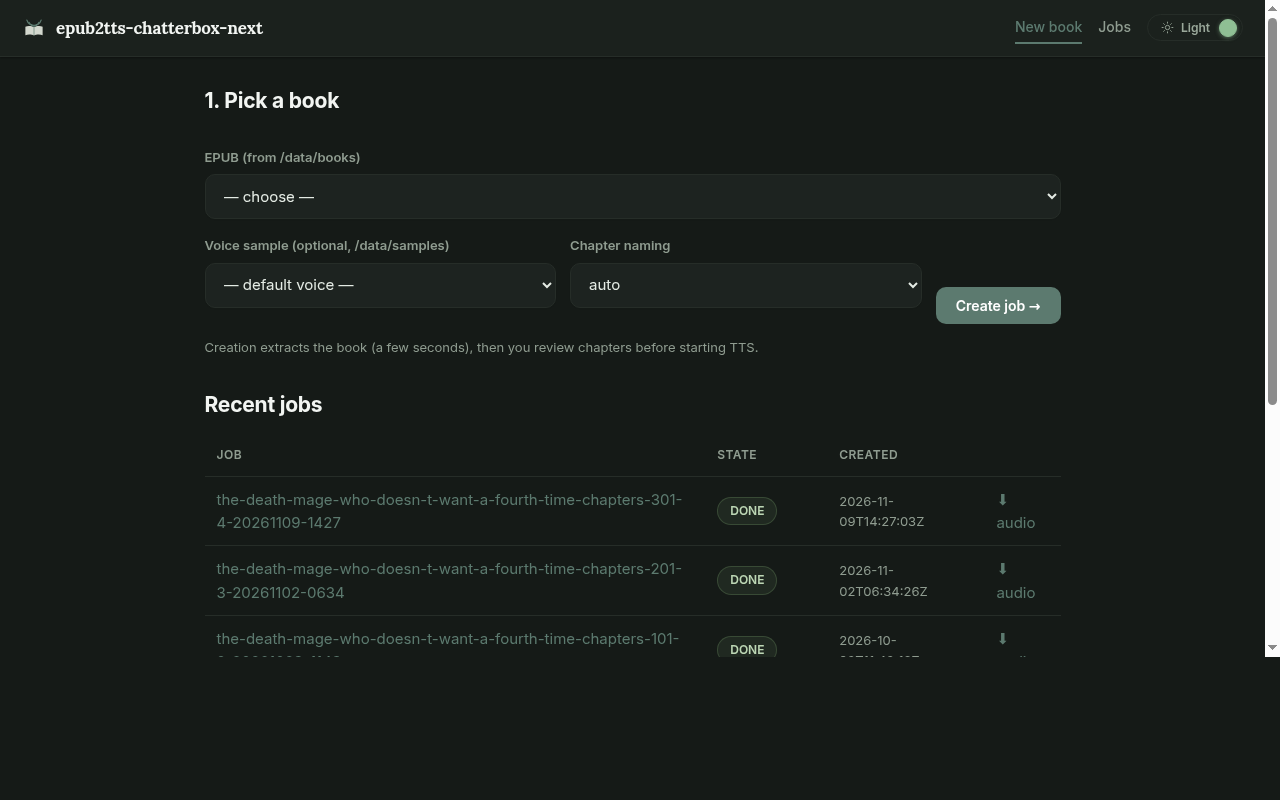 epub2tts-chatterbox-next
New book
Jobs
Light
1. Pick a book
EPUB (from /data/books)
— choose —
Voice sample (optional, /data/samples)
Chapter naming
— default voice —
auto
Create job →
Creation extracts the book (a few seconds), then you review chapters before starting TTS.
Recent jobs
JOB STATE CREATED
the-death-mage-who-doesn-t-want-a-fourth-time-chapters-301-
4-20261109-1427
DONE
2026-11-
09T14:27:03Z
⬇
audio
the-death-mage-who-doesn-t-want-a-fourth-time-chapters-201-
3-20261102-0634
DONE
2026-11-
02T06:34:26Z
⬇
audio
the-death-mage-who-doesn-t-want-a-fourth-time-chapters-101-
DONE
2026-10-
⬇